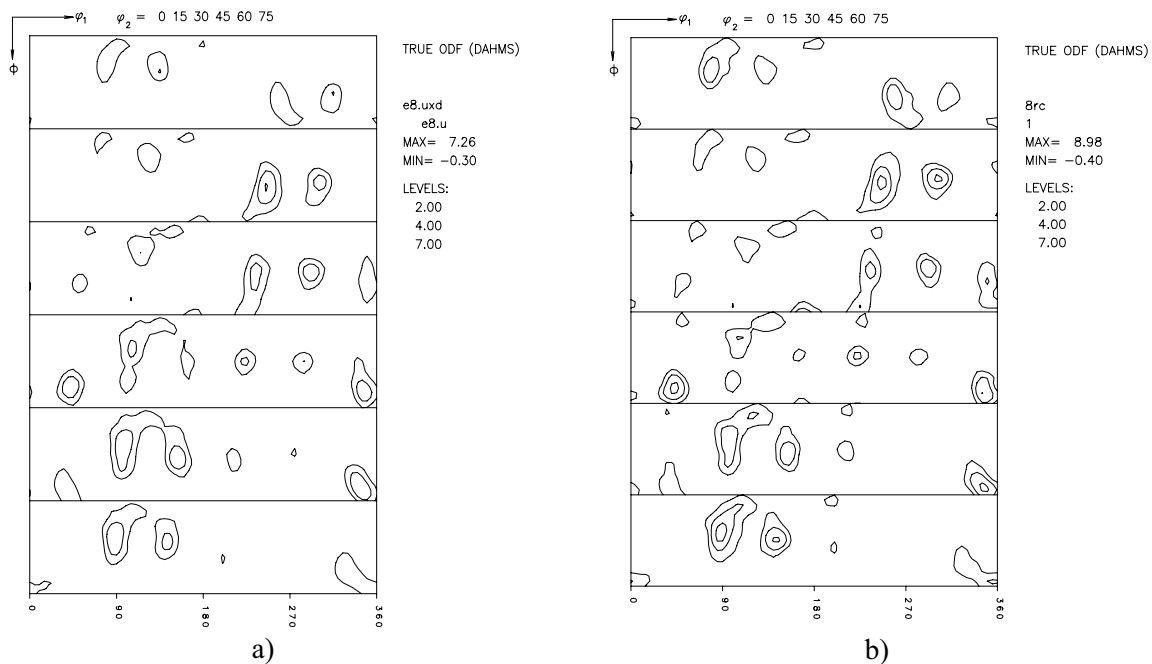 φ₁ φ₂ = 0 15 30 45 60 75
ϕ
TRUE ODF (DAHMS)
e8.uxd
e8.u
MAX= 7.26
MIN= −0.30
LEVELS:
2.00
4.00
7.00
0 90 180 270 360
a)
φ₁ φ₂ = 0 15 30 45 60 75
ϕ
TRUE ODF (DAHMS)
8rc
1
MAX= 8.98
MIN= −0.40
LEVELS:
2.00
4.00
7.00
0 90 180 270 360
b)